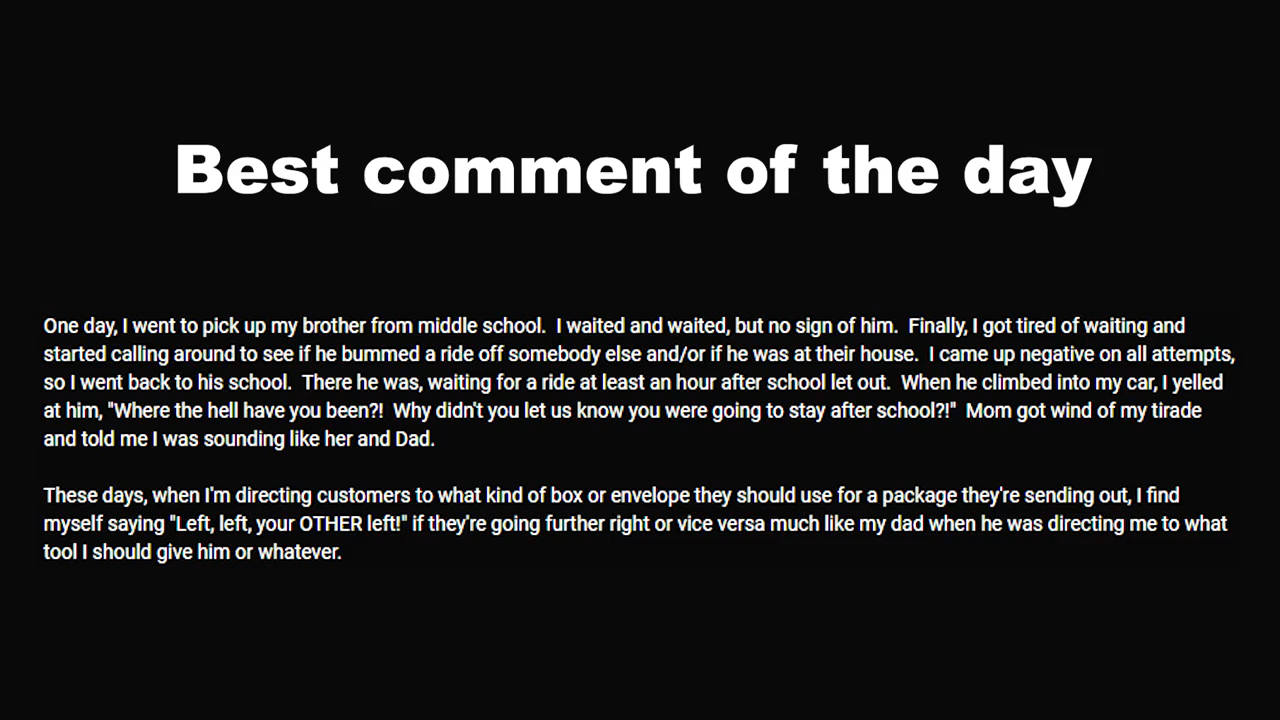 Best comment of the day
One day, I went to pick up my brother from middle school.  I waited and waited, but no sign of him.  Finally, I got tired of waiting and
started calling around to see if he bummed a ride off somebody else and/or if he was at their house.  I came up negative on all attempts,
so I went back to his school.  There he was, waiting for a ride at least an hour after school let out.  When he climbed into my car, I yelled
at him, "Where the hell have you been?!  Why didn't you let us know you were going to stay after school?!"  Mom got wind of my tirade
and told me I was sounding like her and Dad.
These days, when I'm directing customers to what kind of box or envelope they should use for a package they're sending out, I find
myself saying "Left, left, your OTHER left!" if they're going further right or vice versa much like my dad when he was directing me to what
tool I should give him or whatever.